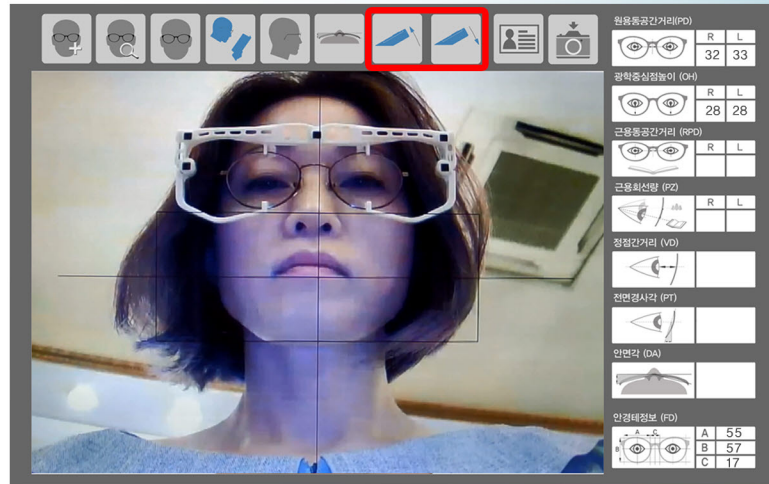 원용동공간거리(PD)
R L
32 33
광학중심점높이 (OH)
R L
28 28
근용동공간거리 (RPD)
R L
근용회선량 (PZ)
R L
정점간거리 (VD)
전면경사각 (PT)
안면각 (DA)
안경테정보 (FD)
A C
B
A 55
B 57
C 17